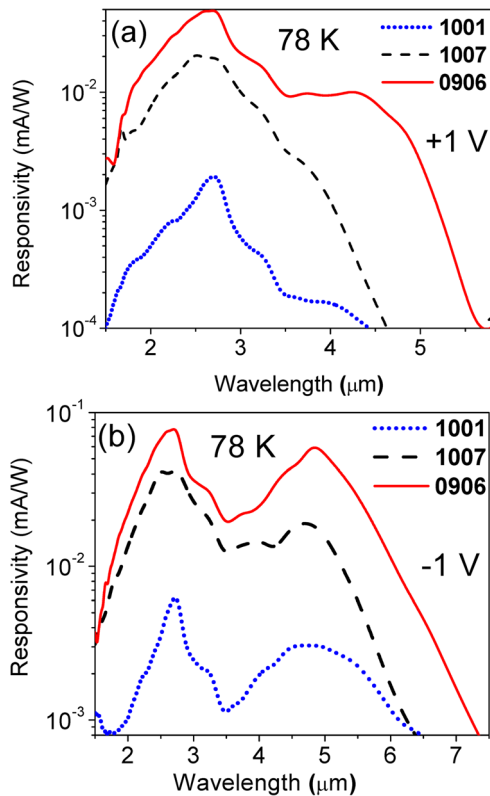 (a) 78 K
1001
1007
0906
+1 V
Responsivity (mA/W)
10⁻²
10⁻³
10⁻⁴
2 3 4 5
Wavelength (μm)
(b) 78 K
1001
1007
0906
-1 V
Responsivity (mA/W)
10⁻¹
10⁻²
10⁻³
2 3 4 5 6 7
Wavelength (μm)